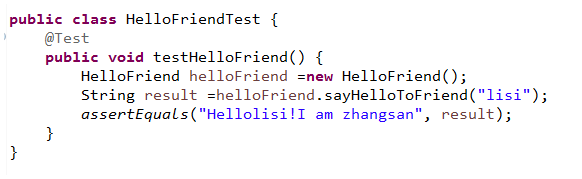 public class HelloFriendTest {
    @Test
    public void testHelloFriend() {
        HelloFriend helloFriend =new HelloFriend();
        String result =helloFriend.sayHelloToFriend("lisi");
        assertEquals("Hellolisi!I am zhangsan", result);
    }
}